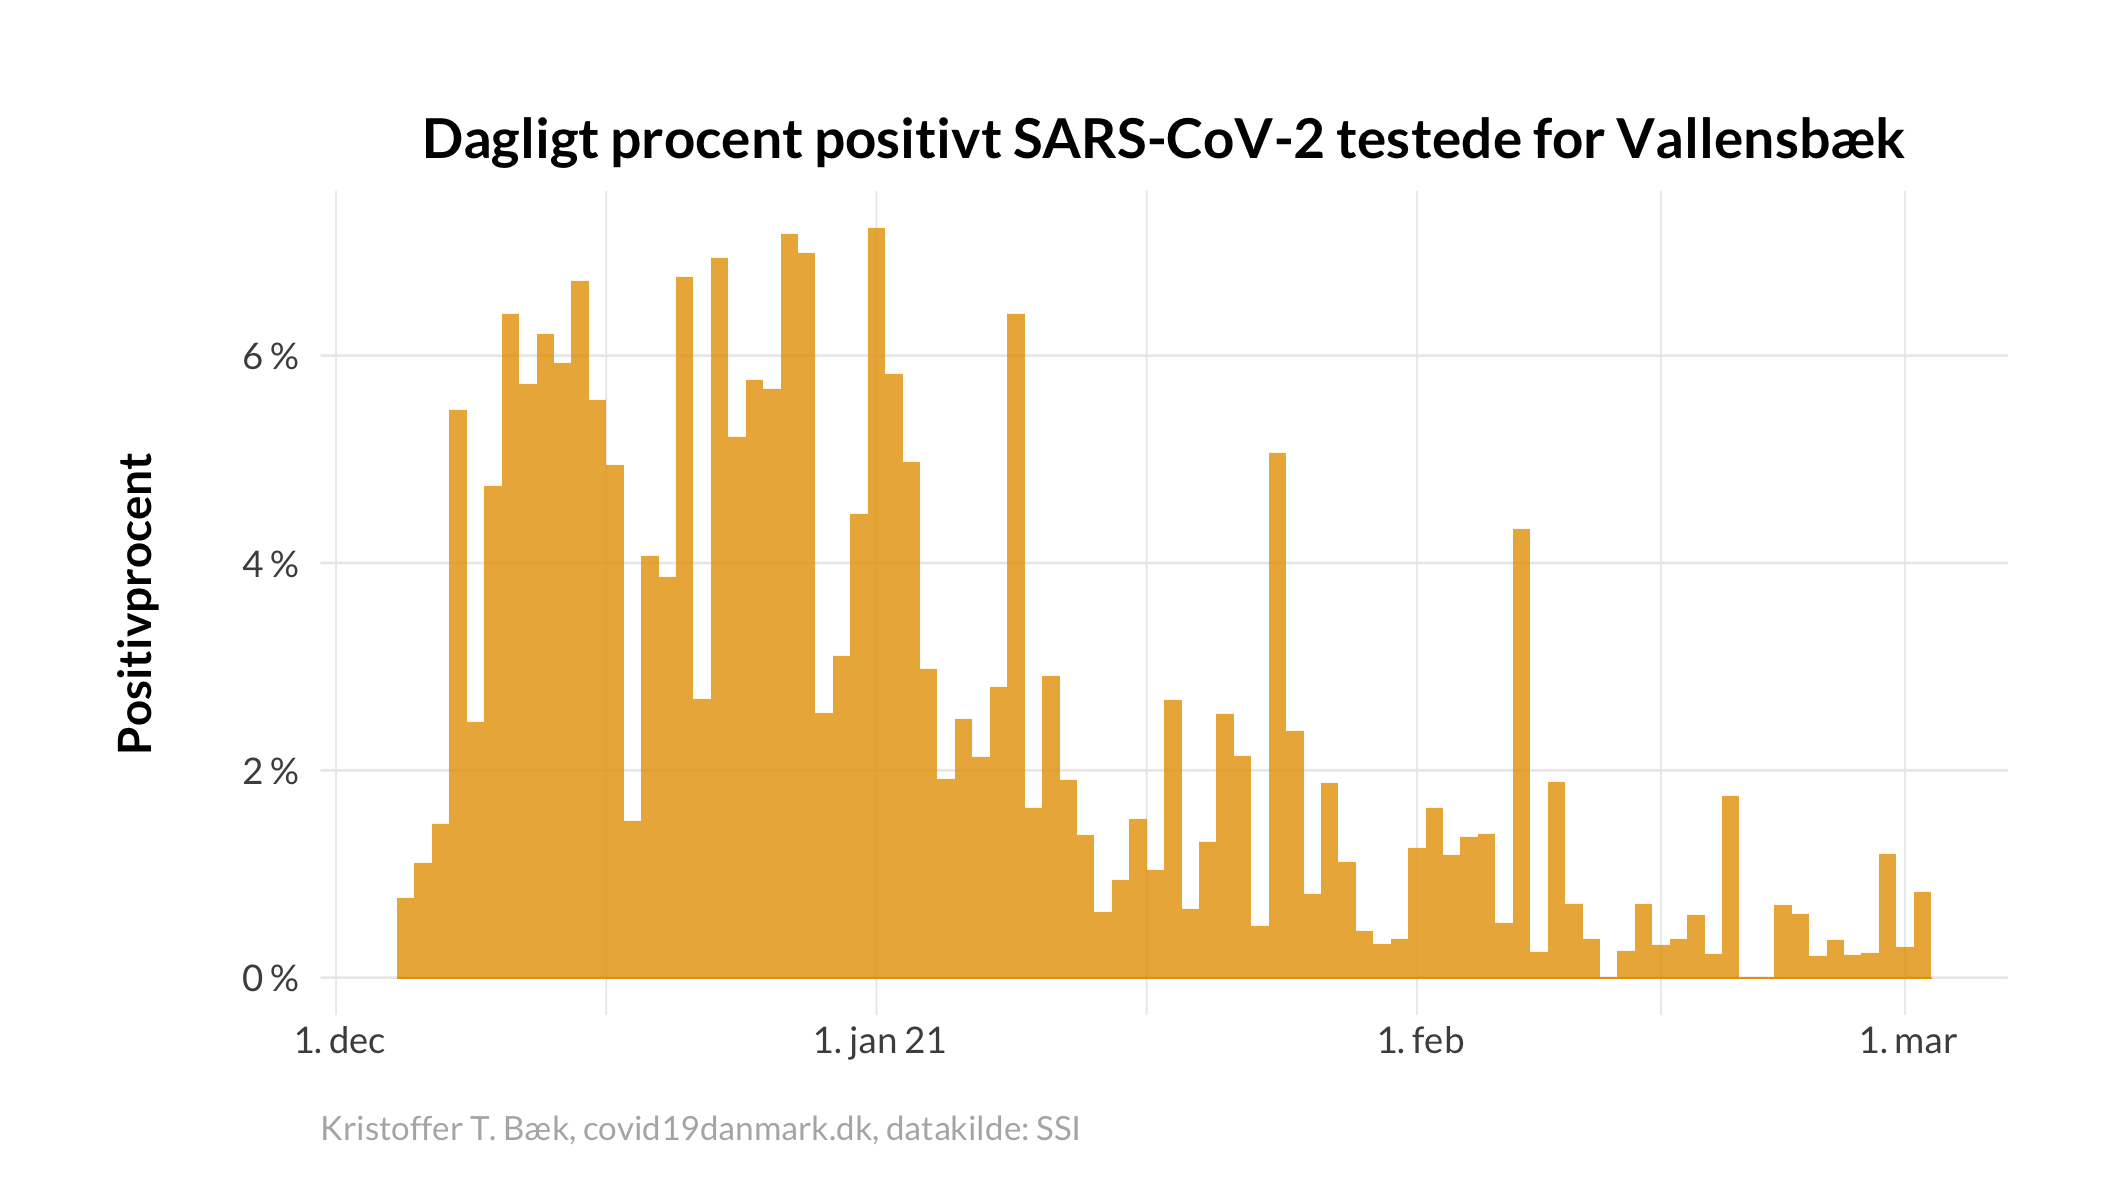 Dagligt procent positivt SARS-CoV-2 testede for Vallensbæk
Positivprocent
6 %
4 %
2 %
0 %
1. dec
1. jan 21
1. feb
1. mar
Kristoffer T. Bæk, covid19danmark.dk, datakilde: SSI